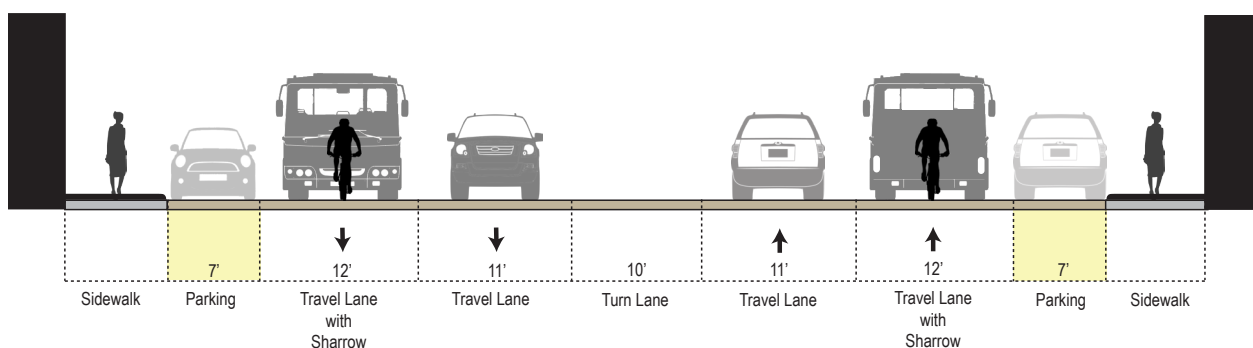 7’ 12’ 11’ 10’ 11’ 12’ 7’
Sidewalk Parking Travel Lane Travel Lane Turn Lane Travel Lane Travel Lane Parking Sidewalk
with with
Sharrow Sharrow